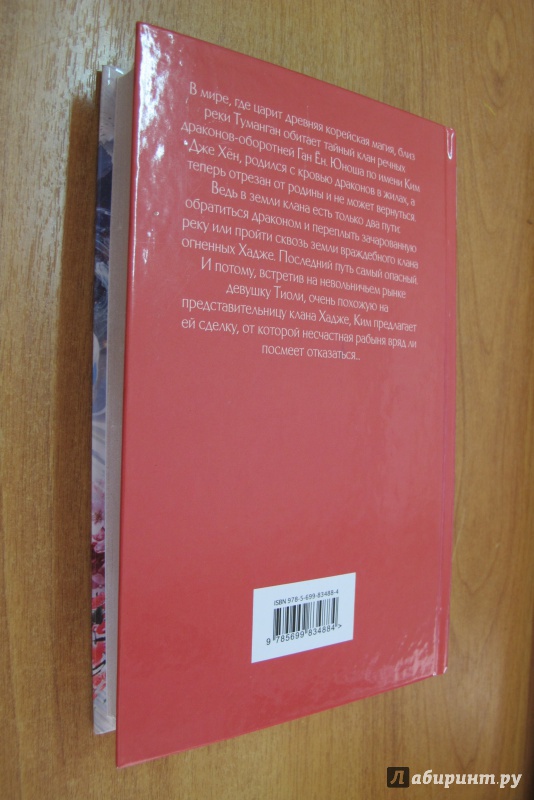 В мире, где царит древняя корейская магия, близ
реки Туманган обитает тайный клан речных
драконов-оборотней Ган Ён. Юноша по имени Ким
Дже Хён, родился с кровью драконов в жилах, а
теперь отрезан от родины и не может вернуться.
Ведь в земли клана есть только два пути:
обратиться драконом и переплыть зачарованную
реку или пройти сквозь земли враждебного клана
огненных Хадже. Последний путь самый опасный.
И потому, встретив на невольничьем рынке
девушку Тиоли, очень похожую на
представительницу клана Хадже, Ким предлагает
ей сделку, от которой несчастная рабыня вряд ли
посмеет отказаться..
ISBN 978-5-699-83488-4
9 785699 834884 >
Лабиринт.ру